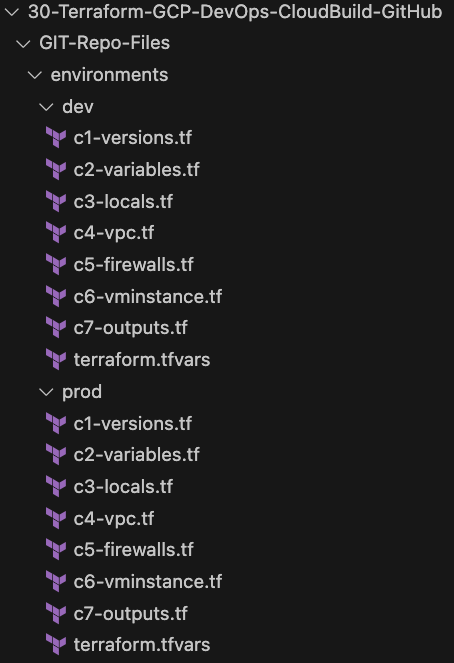 30-Terraform-GCP-DevOps-CloudBuild-GitHub
GIT-Repo-Files
environments
dev
c1-versions.tf
c2-variables.tf
c3-locals.tf
c4-vpc.tf
c5-firewalls.tf
c6-vminstance.tf
c7-outputs.tf
terraform.tfvars
prod
c1-versions.tf
c2-variables.tf
c3-locals.tf
c4-vpc.tf
c5-firewalls.tf
c6-vminstance.tf
c7-outputs.tf
terraform.tfvars